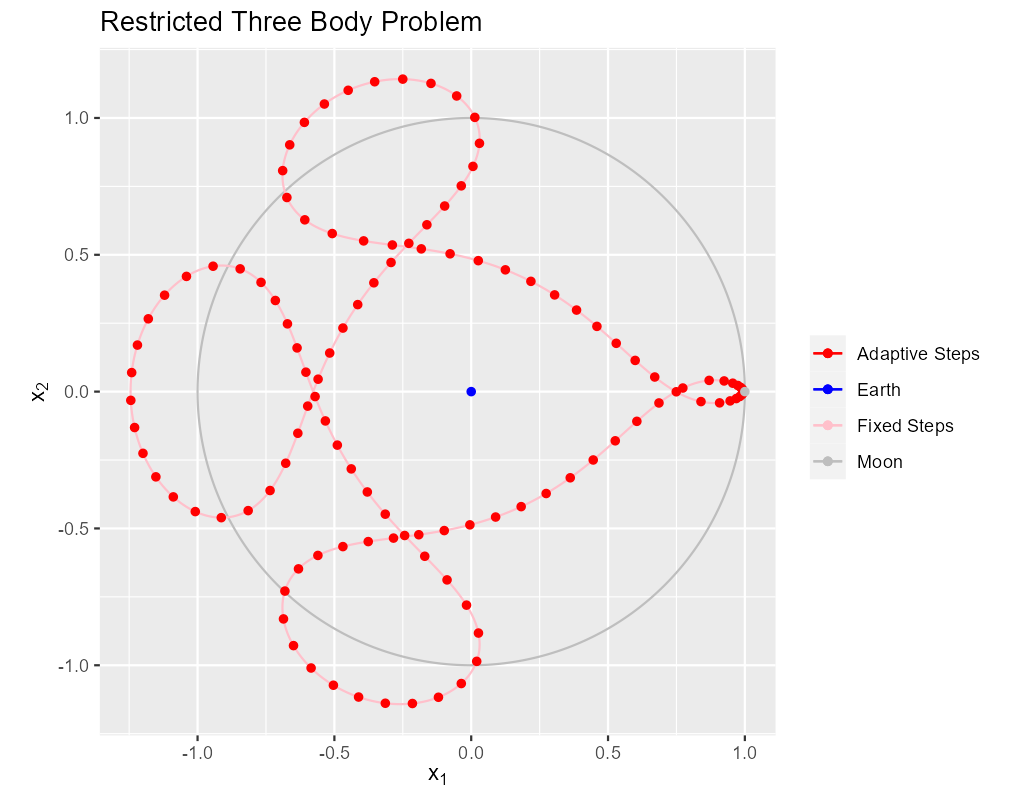 Restricted Three Body Problem
1.0
0.5
0.0
-0.5
-1.0
x₂
-1.0 -0.5 0.0 0.5 1.0
x₁
Adaptive Steps
Earth
Fixed Steps
Moon